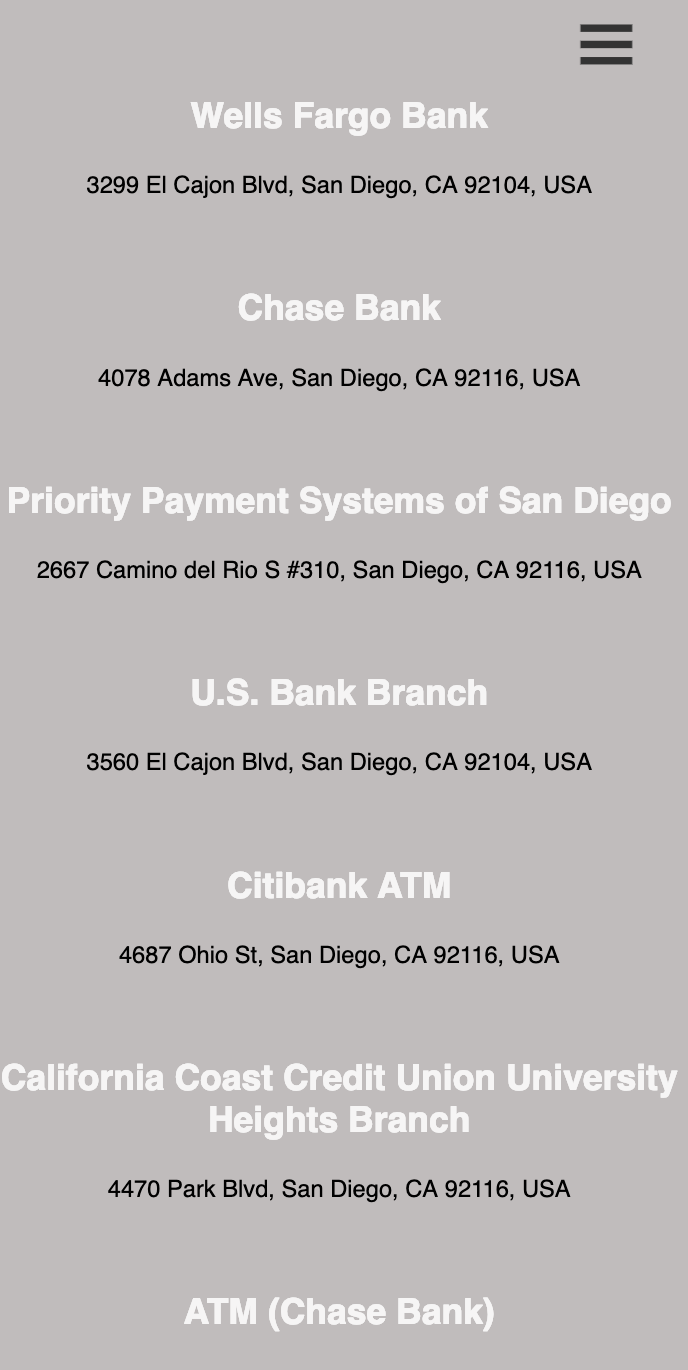 Wells Fargo Bank
3299 El Cajon Blvd, San Diego, CA 92104, USA
Chase Bank
4078 Adams Ave, San Diego, CA 92116, USA
Priority Payment Systems of San Diego
2667 Camino del Rio S #310, San Diego, CA 92116, USA
U.S. Bank Branch
3560 El Cajon Blvd, San Diego, CA 92104, USA
Citibank ATM
4687 Ohio St, San Diego, CA 92116, USA
California Coast Credit Union University
Heights Branch
4470 Park Blvd, San Diego, CA 92116, USA
ATM (Chase Bank)